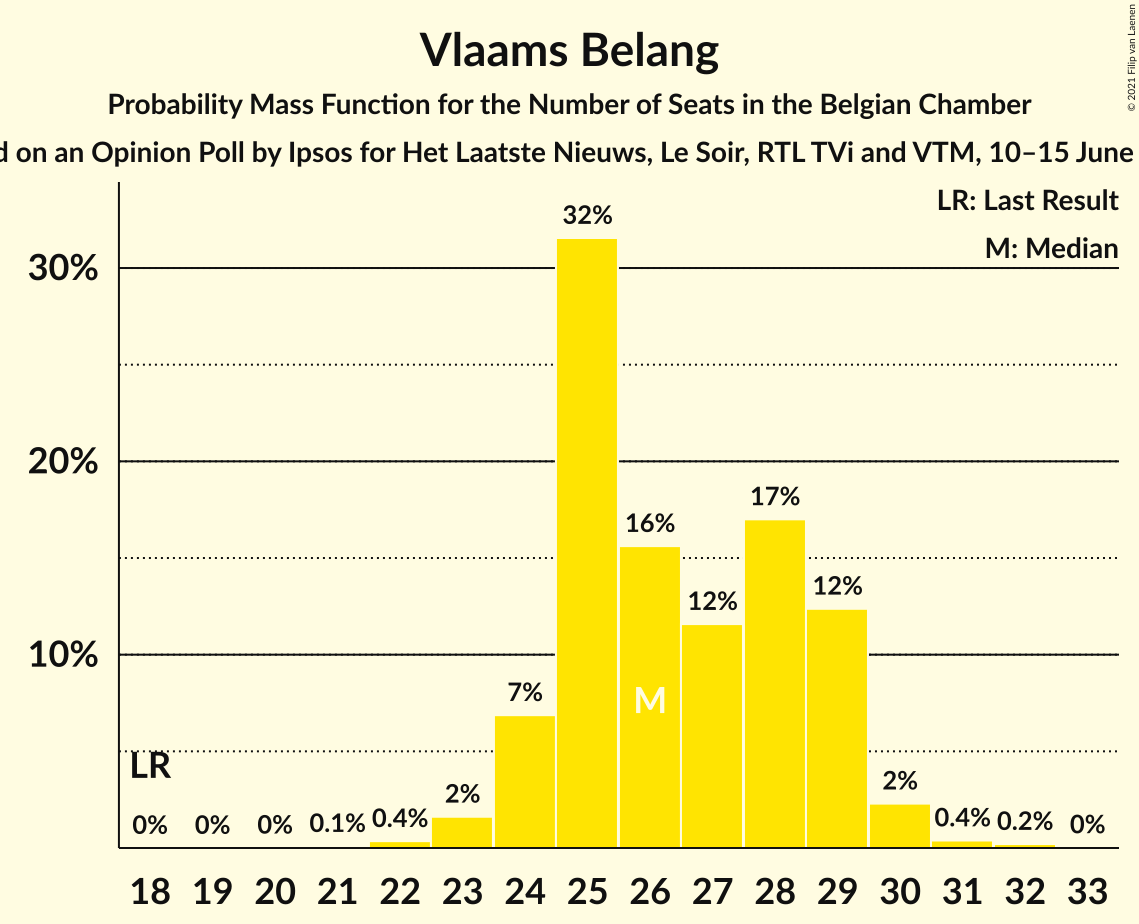 Vlaams Belang
Probability Mass Function for the Number of Seats in the Belgian Chamber
on an Opinion Poll by Ipsos for Het Laatste Nieuws, Le Soir, RTL TVi and VTM, 10–15 June
© 2021 Filip van Laenen
LR: Last Result
M: Median
32%
30%
20%
17%
16%
12%
12%
10%
7%
M
LR
2%
2%
0% 0% 0% 0.1% 0.4% 0.4% 0.2% 0%
18 19 20 21 22 23 24 25 26 27 28 29 30 31 32 33